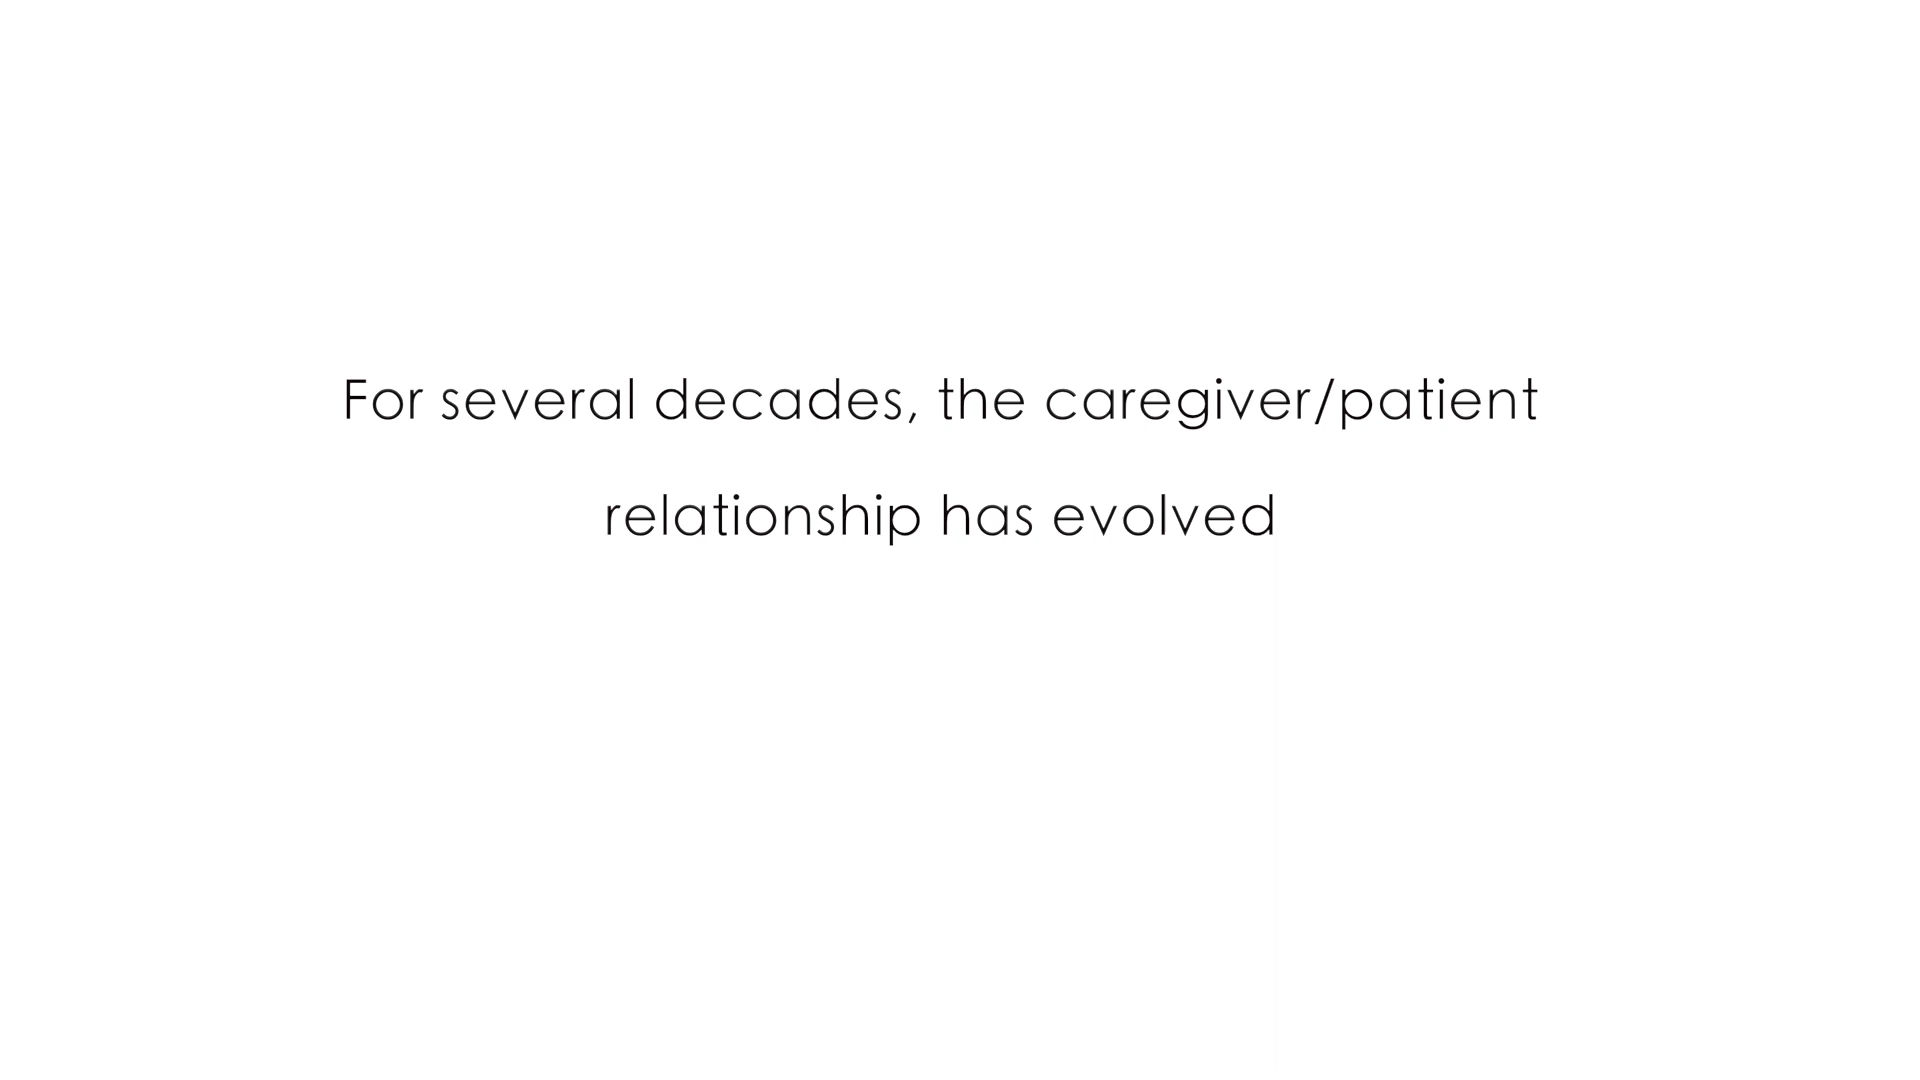 For several decades, the caregiver/patient
relationship has evolved